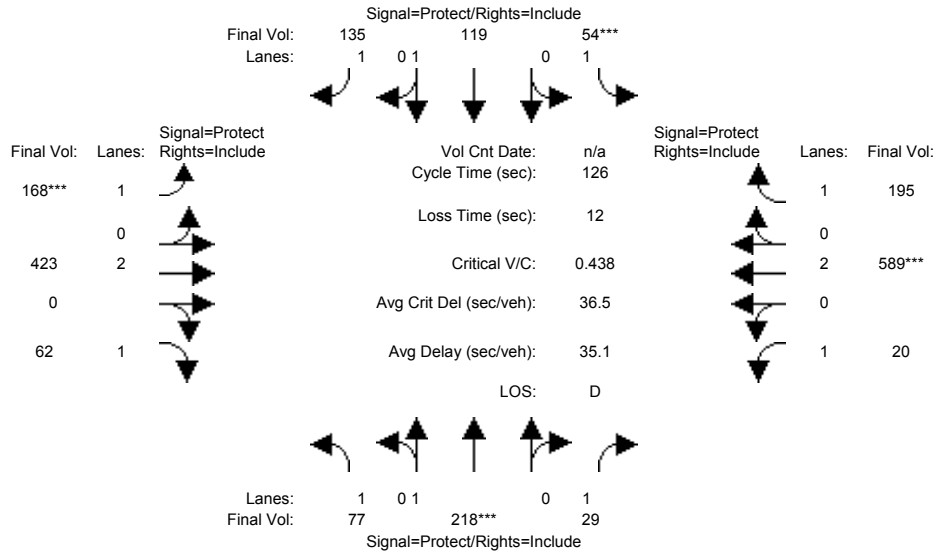 Signal=Protect/Rights=Include
Final Vol: 135 119 54***
Lanes: 1 0 1 0 1
Signal=Protect Signal=Protect
Final Vol: Lanes: Rights=Include Vol Cnt Date: n/a Rights=Include Lanes: Final Vol:
Cycle Time (sec): 126
168*** 1 1 195
Loss Time (sec): 12
0 0
423 2 Critical V/C: 0.438 2 589***
0 0 Avg Crit Del (sec/veh): 36.5 0
62 1 Avg Delay (sec/veh): 35.1 1 20
LOS: D
Lanes: 1 0 1 0 1
Final Vol: 77 218*** 29
Signal=Protect/Rights=Include